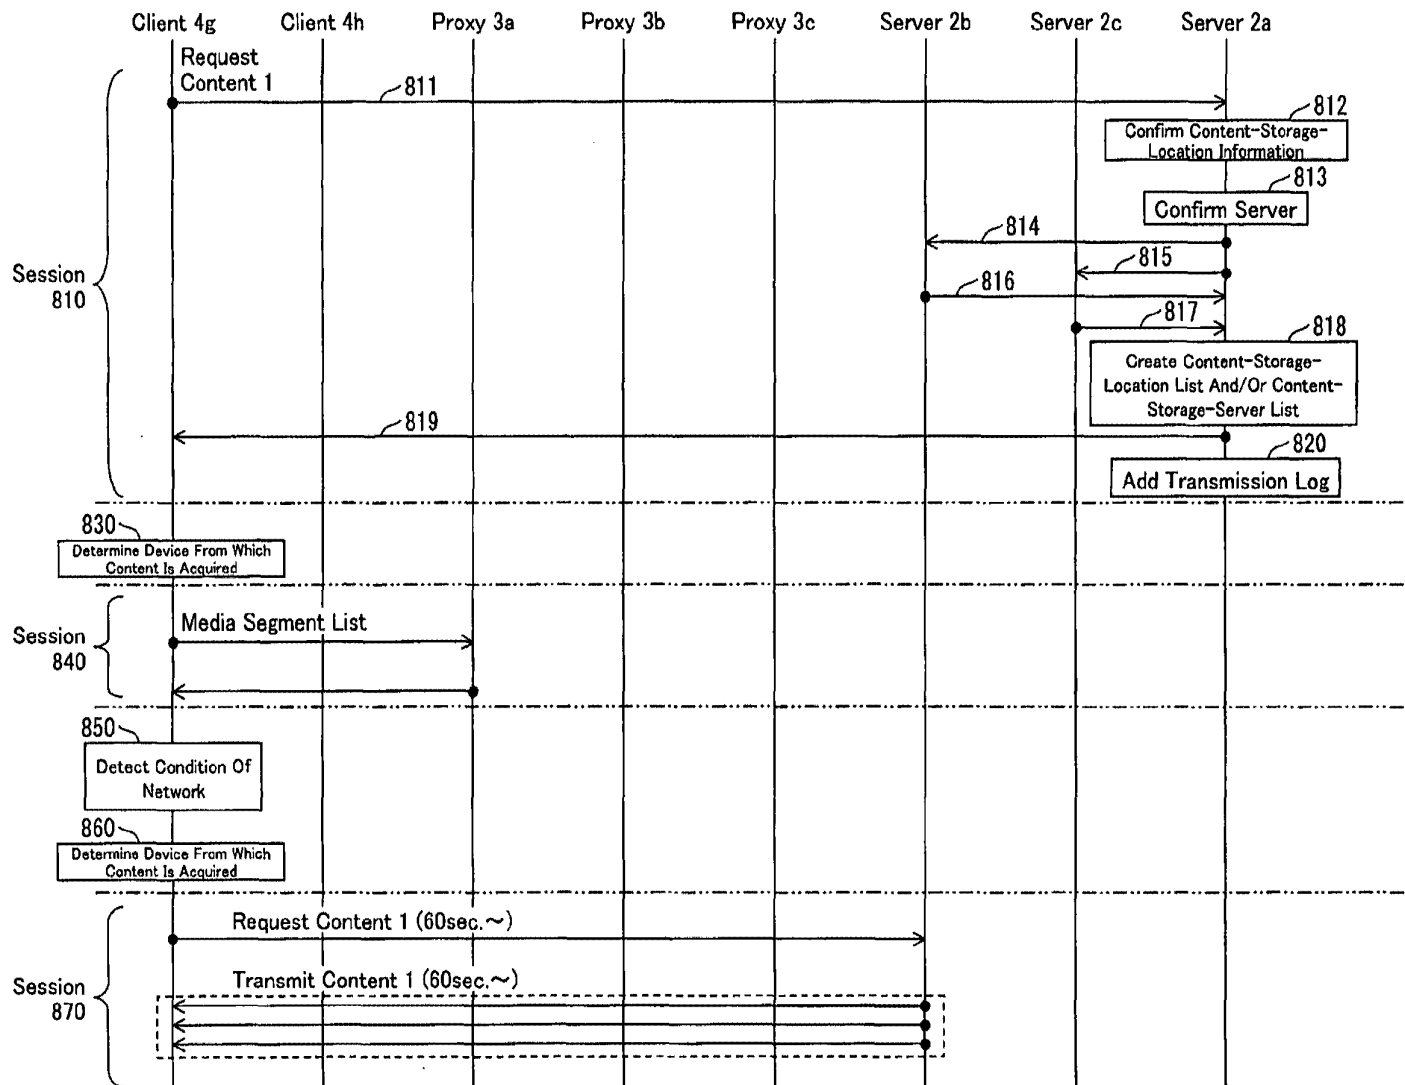 Client 4g Client 4h Proxy 3a Proxy 3b Proxy 3c Server 2b Server 2c Server 2a
Request
Content 1
811
812
Confirm Content-Storage-
Location Information
813
Confirm Server
814
815
Session
810
816
817
818
Create Content-Storage-
Location List And/Or Content-
Storage-Server List
819
820
Add Transmission Log
830
Determine Device From Which
Content Is Acquired
Media Segment List
Session
840
850
Detect Condition Of
Network
860
Determine Device From Which
Content Is Acquired
Request Content 1 (60sec.～)
Transmit Content 1 (60sec.～)
Session
870